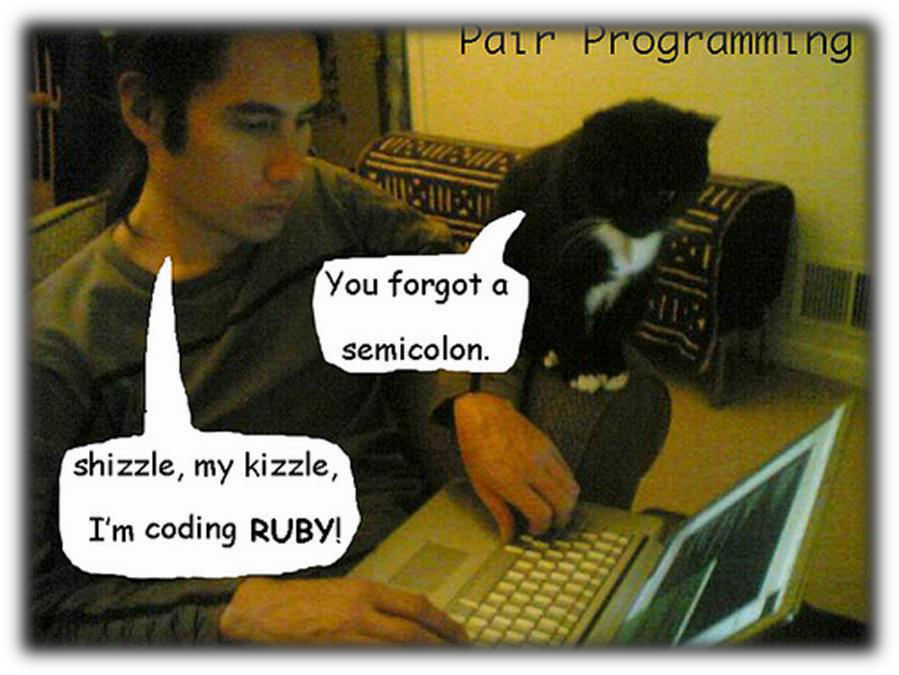 Pair Programming
You forgot a
semicolon.
shizzle, my kizzle,
I'm coding RUBY!